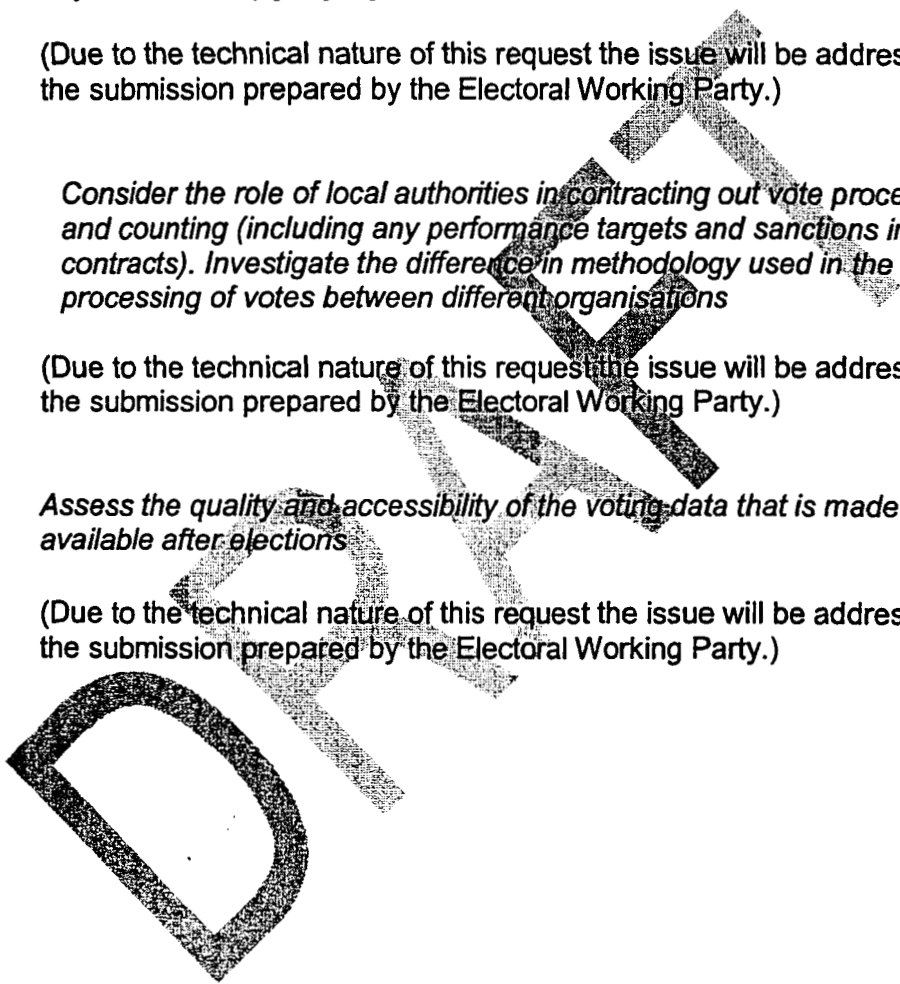 (Due to the technical nature of this request the issue will be
the submission prepared by the Electoral Working Party.)
Consider the role of local authorities in contracting out vote
and counting (including any performance targets and sanctions
contracts). Investigate the difference in methodology used in the
processing of votes between different organisations
(Due to the technical nature of this request the issue will be
the submission prepared by the Electoral Working Party.)
Assess the quality and accessibility of the voting data that is made
available after elections
(Due to the technical nature of this request the issue will be
the submission prepared by the Electoral Working Party.)
DRAFT